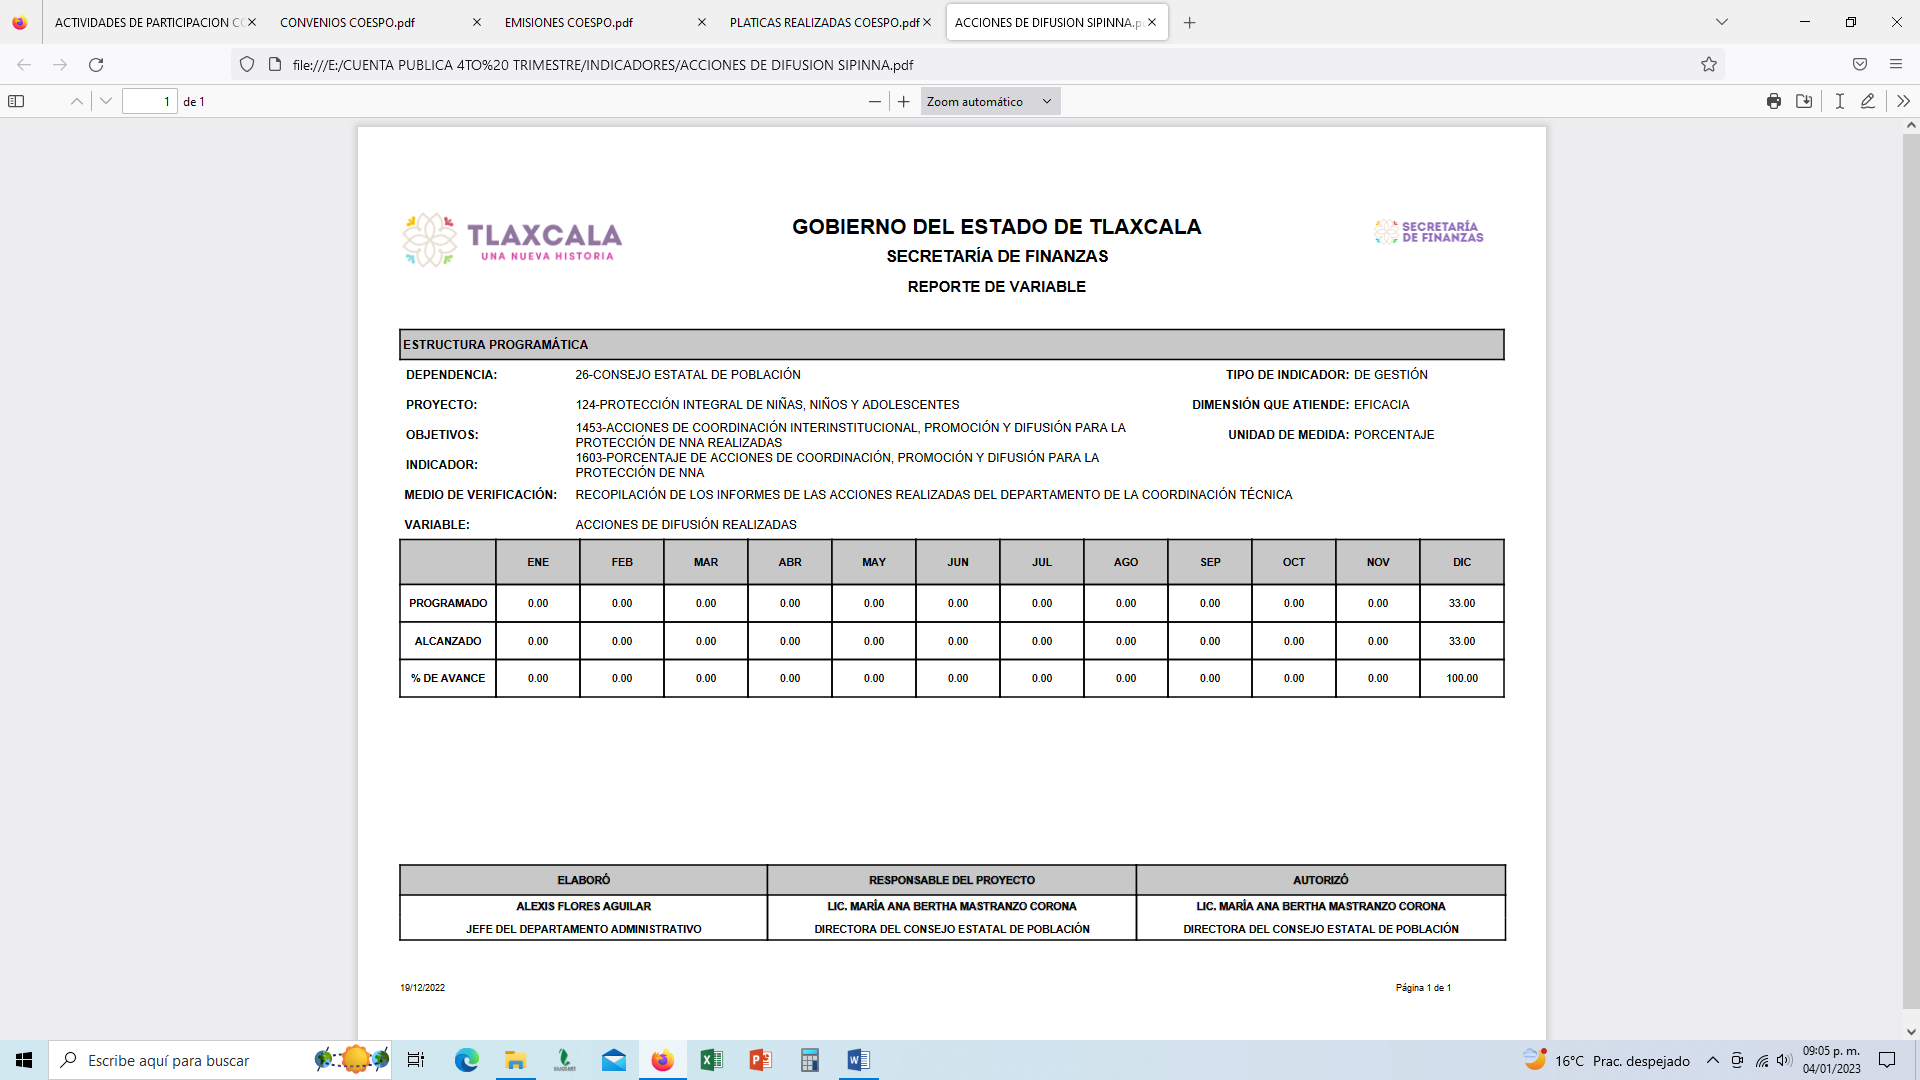 ACTIVIDADES DE PARTICIPACION CO
CONVENIOS COESPO.pdf
EMISIONES COESPO.pdf
PLATICAS REALIZADAS COESPO.pdf
ACCIONES DE DIFUSION SIPINNA.pd
file:///E:/CUENTA PUBLICA 4TO%20 TRIMESTRE/INDICADORES/ACCIONES DE DIFUSION SIPINNA.pdf
1 de 1
Zoom automático
TLAXCALA
UNA NUEVA HISTORIA
GOBIERNO DEL ESTADO DE TLAXCALA
SECRETARÍA DE FINANZAS
REPORTE DE VARIABLE
SECRETARÍA
DE FINANZAS
ESTRUCTURA PROGRAMÁTICA
DEPENDENCIA: 26-CONSEJO ESTATAL DE POBLACIÓN TIPO DE INDICADOR: DE GESTIÓN
PROYECTO: 124-PROTECCIÓN INTEGRAL DE NIÑAS, NIÑOS Y ADOLESCENTES DIMENSIÓN QUE ATIENDE: EFICACIA
OBJETIVOS: 1453-ACCIONES DE COORDINACIÓN INTERINSTITUCIONAL, PROMOCIÓN Y DIFUSIÓN PARA LA
PROTECCIÓN DE NNA REALIZADAS
UNIDAD DE MEDIDA: PORCENTAJE
INDICADOR: 1603-PORCENTAJE DE ACCIONES DE COORDINACIÓN, PROMOCIÓN Y DIFUSIÓN PARA LA
PROTECCIÓN DE NNA
MEDIO DE VERIFICACIÓN: RECOPILACIÓN DE LOS INFORMES DE LAS ACCIONES REALIZADAS DEL DEPARTAMENTO DE LA COORDINACIÓN TÉCNICA
VARIABLE: ACCIONES DE DIFUSIÓN REALIZADAS
ENE FEB MAR ABR MAY JUN JUL AGO SEP OCT NOV DIC
PROGRAMADO 0.00 0.00 0.00 0.00 0.00 0.00 0.00 0.00 0.00 0.00 0.00 33.00
ALCANZADO 0.00 0.00 0.00 0.00 0.00 0.00 0.00 0.00 0.00 0.00 0.00 33.00
% DE AVANCE 0.00 0.00 0.00 0.00 0.00 0.00 0.00 0.00 0.00 0.00 0.00 100.00
ELABORÓ RESPONSABLE DEL PROYECTO AUTORIZÓ
ALEXIS FLORES AGUILAR LIC. MARÍA ANA BERTHA MASTRANZO CORONA LIC. MARÍA ANA BERTHA MASTRANZO CORONA
JEFE DEL DEPARTAMENTO ADMINISTRATIVO DIRECTORA DEL CONSEJO ESTATAL DE POBLACIÓN DIRECTORA DEL CONSEJO ESTATAL DE POBLACIÓN
19/12/2022 Página 1 de 1
Escribe aquí para buscar
16°C Prac. despejado
09:05 p. m.
04/01/2023